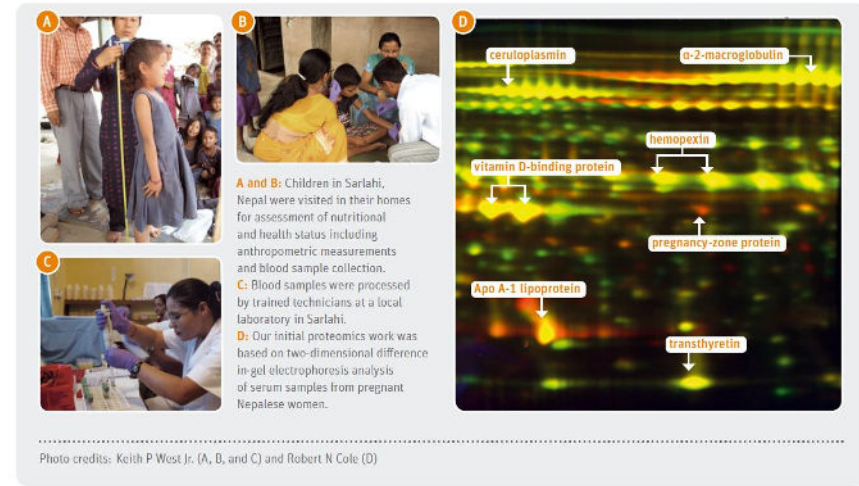 A
B
D
ceruloplasmin
α-2-macroglobulin
hemopexin
vitamin D-binding protein
pregnancy-zone protein
Apo A-1 lipoprotein
transthyretin
C
A and B: Children in Sarlahi,
Nepal were visited in their homes
for assessment of nutritional
and health status including
anthropometric measurements
and blood sample collection.
C: Blood samples were processed
by trained technicians at a local
laboratory in Sarlahi.
D: Our initial proteomics work was
based on two-dimensional difference
in-gel electrophoresis analysis
of serum samples from pregnant
Nepalese women.
Photo credits: Keith P West Jr. (A, B, and C) and Robert N Cole (D)